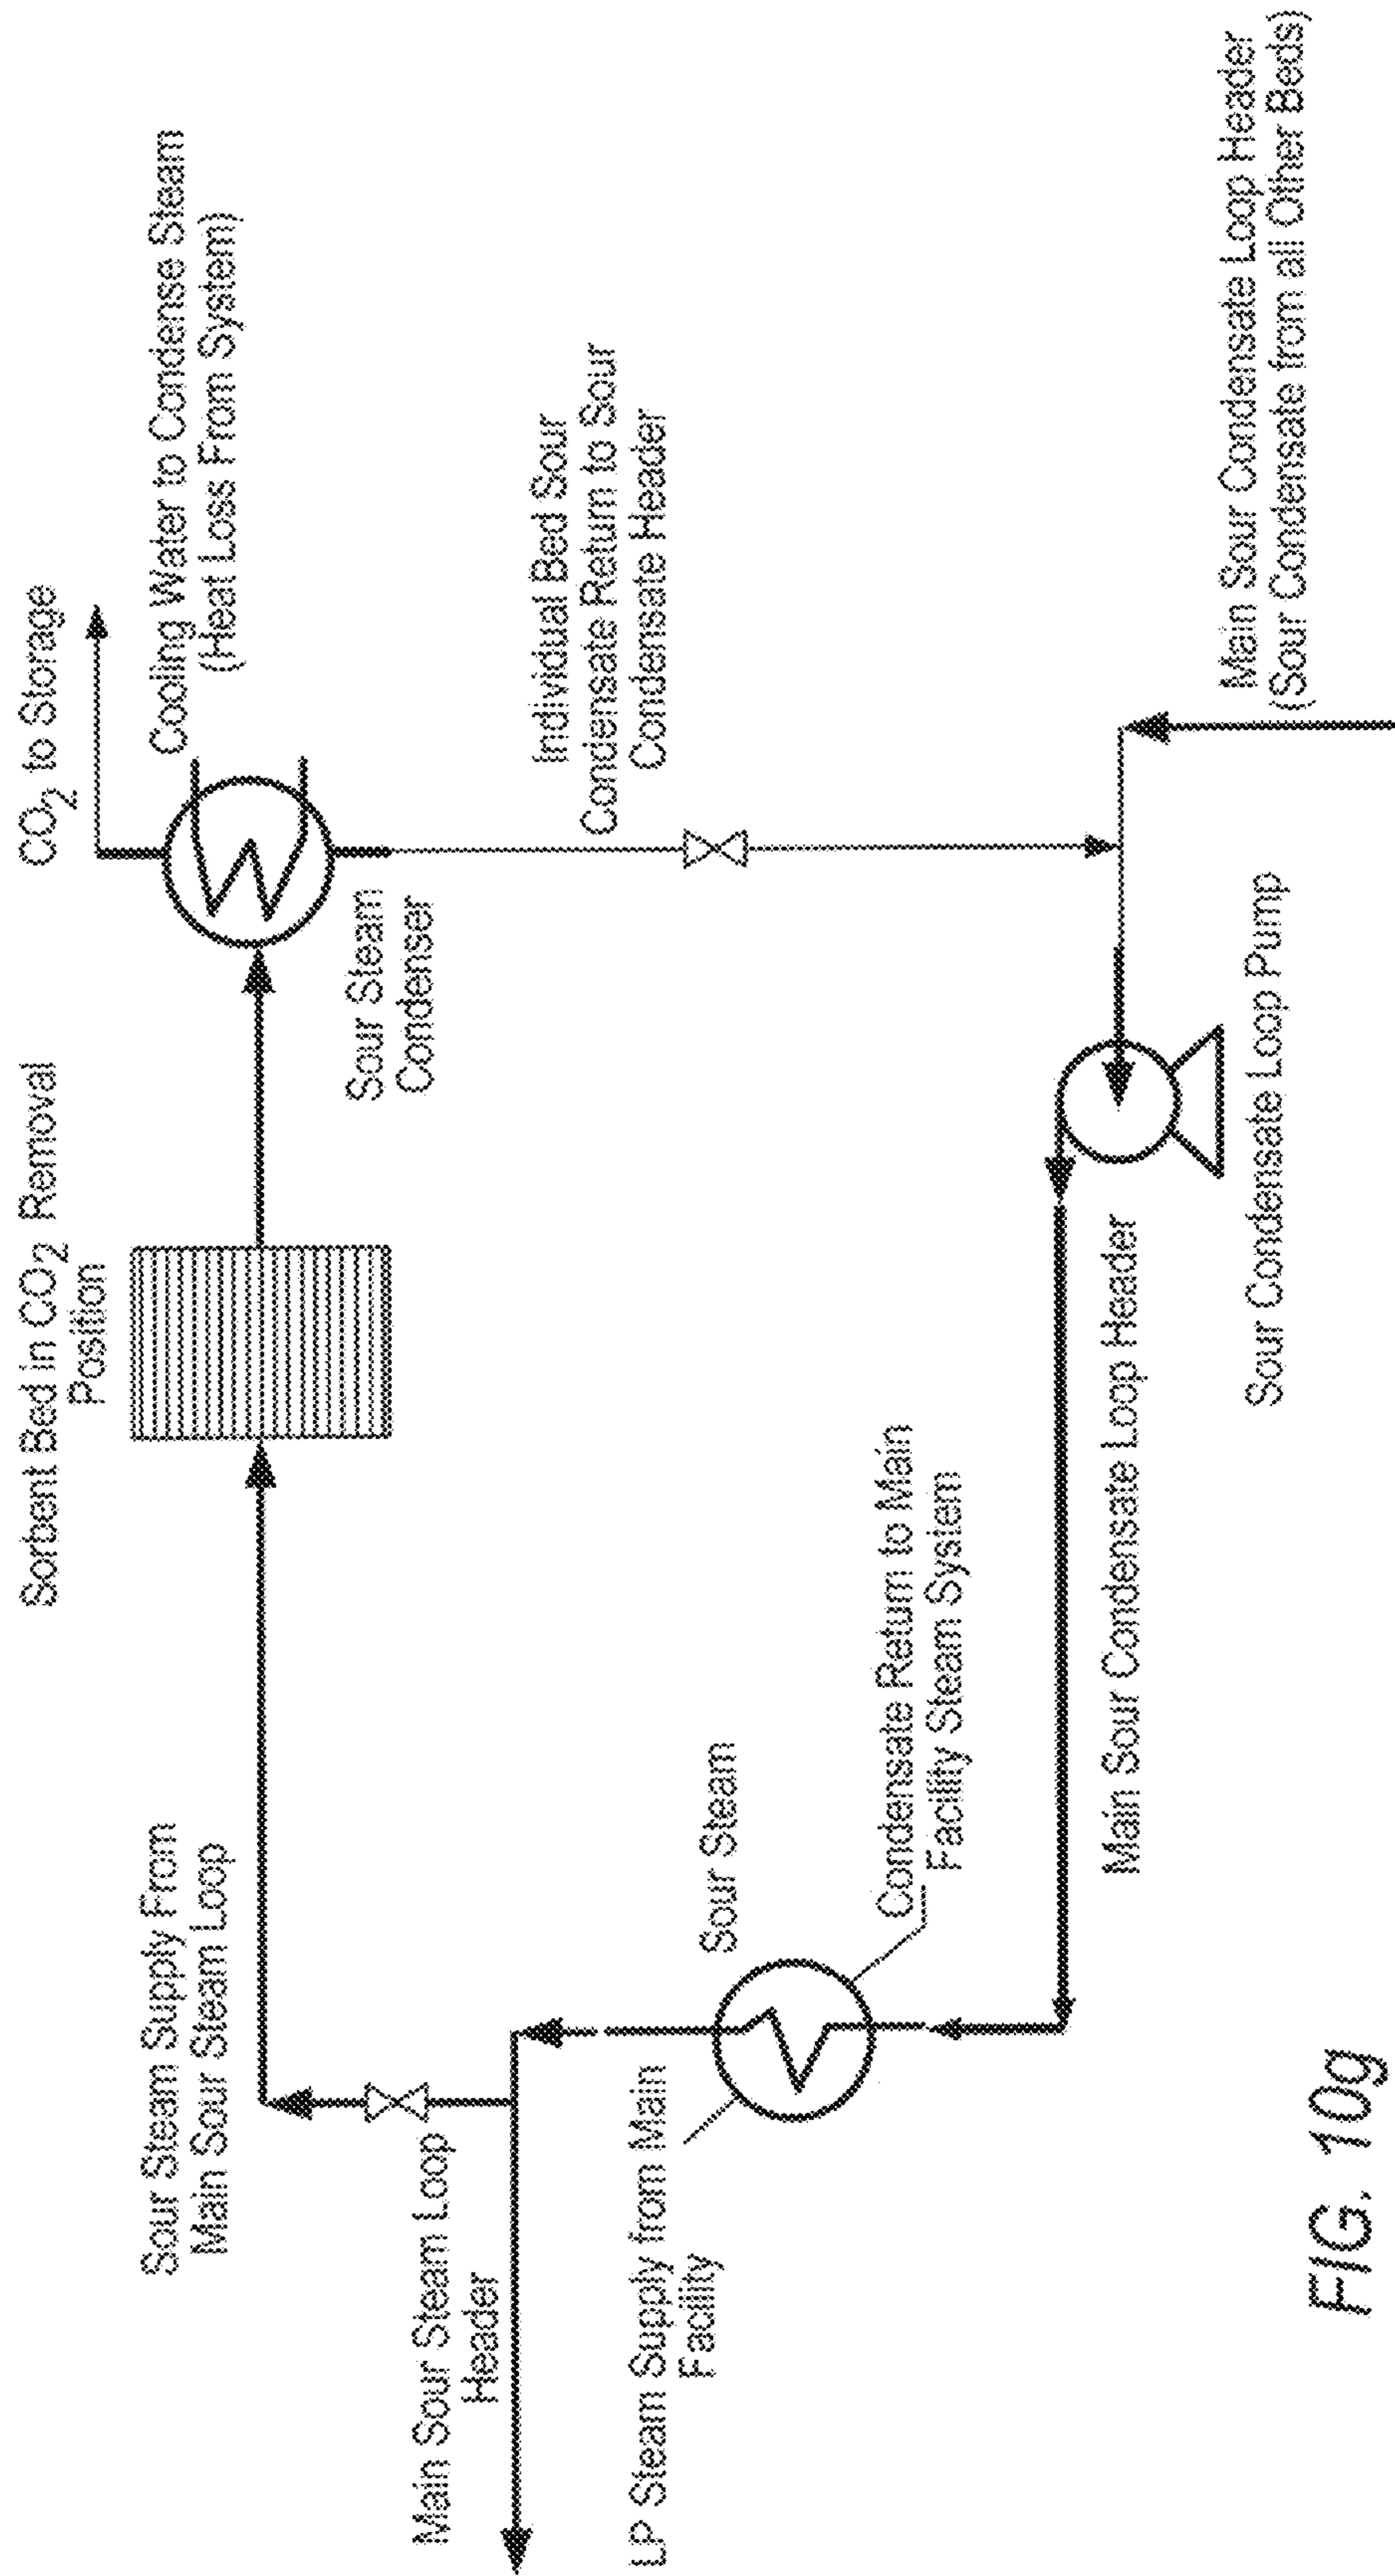 CO2 to Storage
Sorbent Bed in CO2 Removal
Position
Cooling Water to Condense Steam
(Heat Loss From System)
Sour Steam Supply From
Main Sour Steam Loop
Sour Steam
Condenser
Main Sour Steam Loop
Header
Individual Bed Sour
Condensate Return to Sour
Condensate Header
LP Steam Supply from Main
Facility
Sour Steam
Condensate Return to Main
Facility Steam System
Main Sour Condensate Loop Header
Sour Condensate Loop Pump
Main Sour Condensate Loop Header
(Sour Condensate from all Other Beds)
FIG. 10g